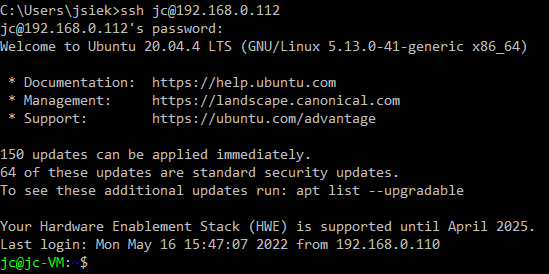 C:\Users\jsiek>ssh jc@192.168.0.112
jc@192.168.0.112's password:
Welcome to Ubuntu 20.04.4 LTS (GNU/Linux 5.13.0-41-generic x86_64)

 * Documentation:  https://help.ubuntu.com
 * Management:     https://landscape.canonical.com
 * Support:        https://ubuntu.com/advantage

150 updates can be applied immediately.
64 of these updates are standard security updates.
To see these additional updates run: apt list --upgradable

Your Hardware Enablement Stack (HWE) is supported until April 2025.
Last login: Mon May 16 15:47:07 2022 from 192.168.0.110
jc@jc-VM:~$